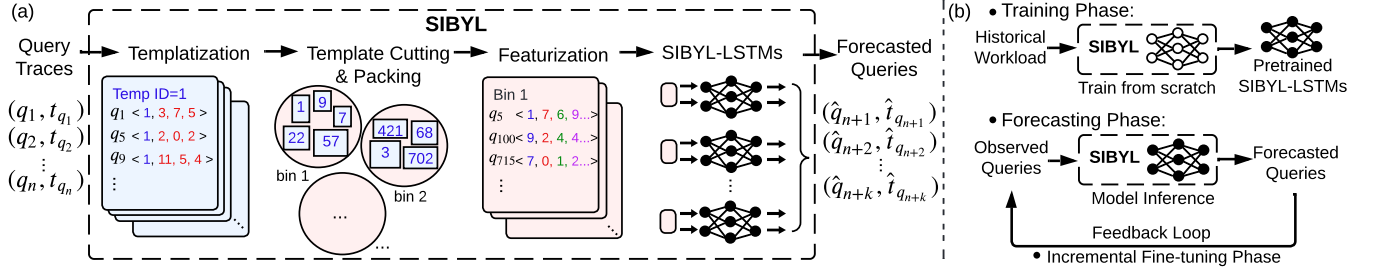 (a)
SIBYL
Query
Traces
(q1, tq1)
(q2, tq2)
⋮
(qn, tqn)
Templatization
Temp ID=1
q1 < 1, 3, 7, 5 >
q5 < 1, 2, 0, 2 >
q9 < 1, 11, 5, 4 >
⋮
⋱
Template Cutting
& Packing
1
9
7
22
57
bin 1
421
68
3
702
bin 2
...
...
Featurization
Bin 1
q5 < 1, 7, 6, 9... >
q100 < 9, 2, 4, 4... >
q715 < 7, 0, 1, 2... >
⋮
⋱
SIBYL-LSTMs
⋮
Forecasted
Queries
(q̂n+1, t̂qn+1)
(q̂n+2, t̂qn+2)
⋮
(q̂n+k, t̂qn+k)
(b)
• Training Phase:
Historical
Workload
SIBYL
Train from scratch
Pretrained
SIBYL-LSTMs
• Forecasting Phase:
Observed
Queries
SIBYL
Model Inference
Forecasted
Queries
Feedback Loop
• Incremental Fine-tuning Phase